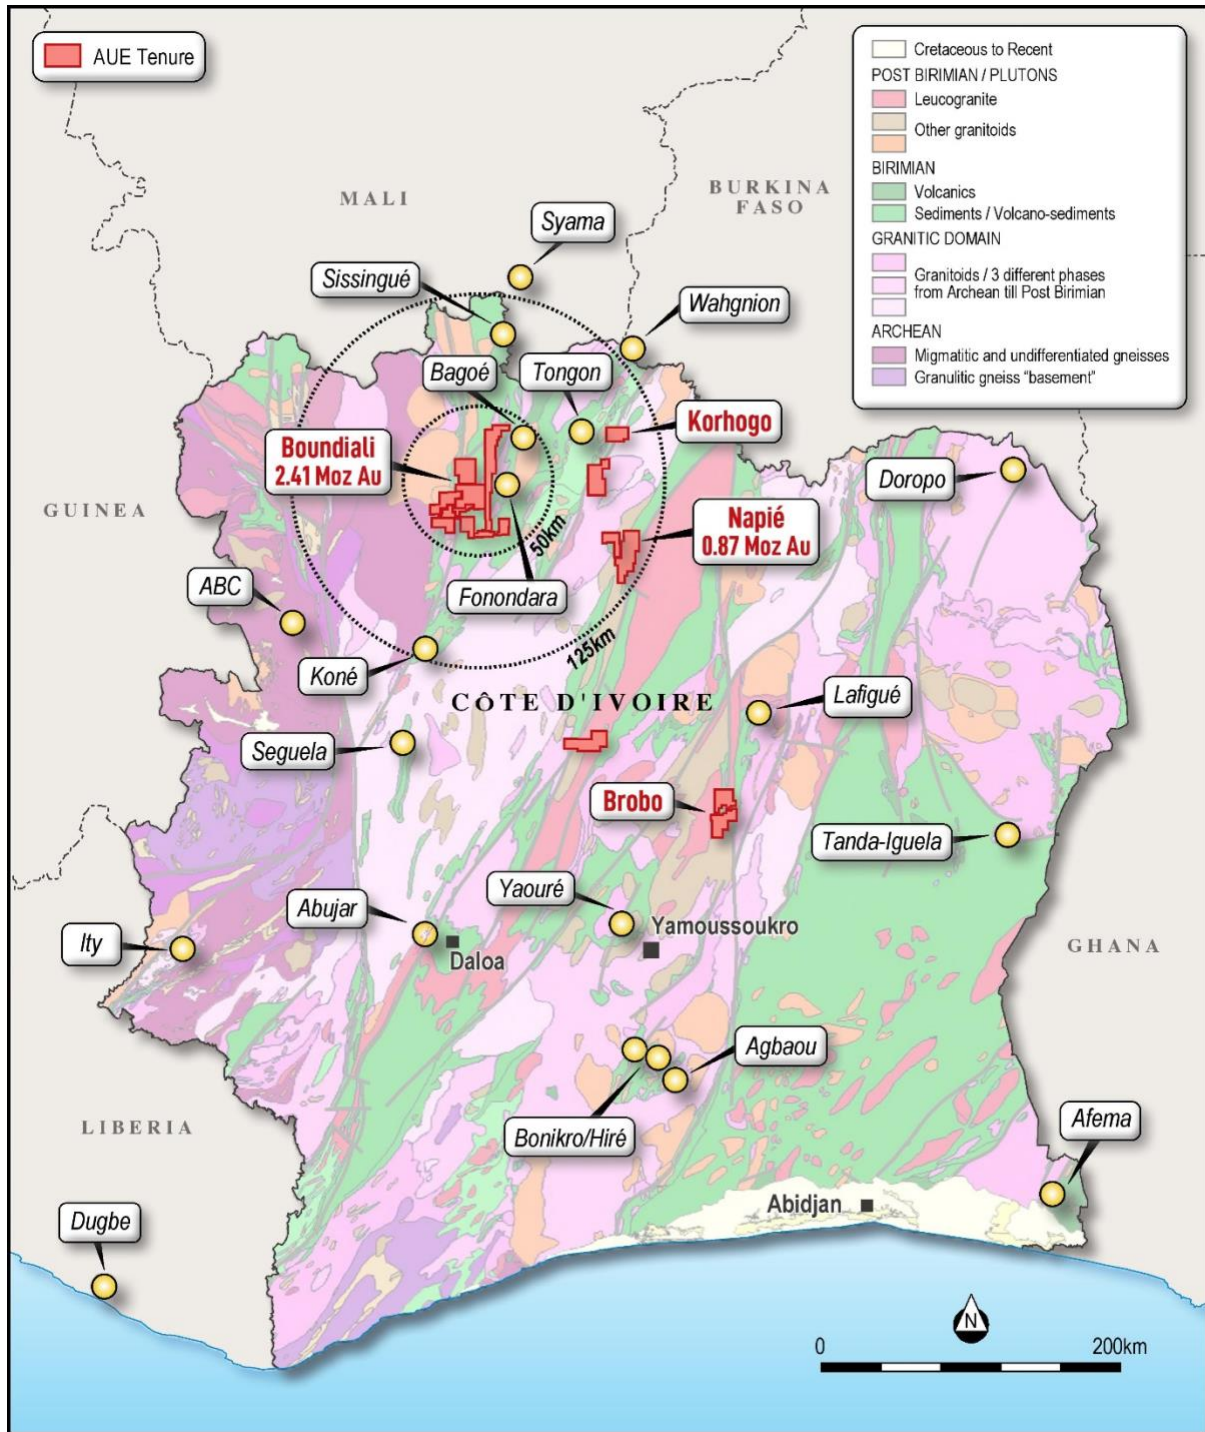 AUE Tenure
Cretaceous to Recent
POST BIRIMIAN / PLUTONS
Leucogranite
Other granitoids
BIRIMIAN
Volcanics
Sediments / Volcano-sediments
GRANITIC DOMAIN
Granitoids / 3 different phases
from Archean till Post Birimian
ARCHEAN
Migmatitic and undifferentiated gneisses
Granulitic gneiss "basement"
MALI
BURKINA
FASO
Syama
Sissingué
Wahgnion
Bagoé
Tongon
Korhogo
Boundiali
2.41 Moz Au
Doropo
GUINEA
Napié
0.87 Moz Au
50km
Fonondara
ABC
125km
Koné
CÔTE D'IVOIRE
Lafigué
Seguela
Brobo
Tanda-Iguela
Yaouré
Abujar
Yamoussoukro
Ity
Daloa
GHANA
Agbaou
Bonikro/Hiré
LIBERIA
Afema
Abidjan
Dugbe
N
0
200km